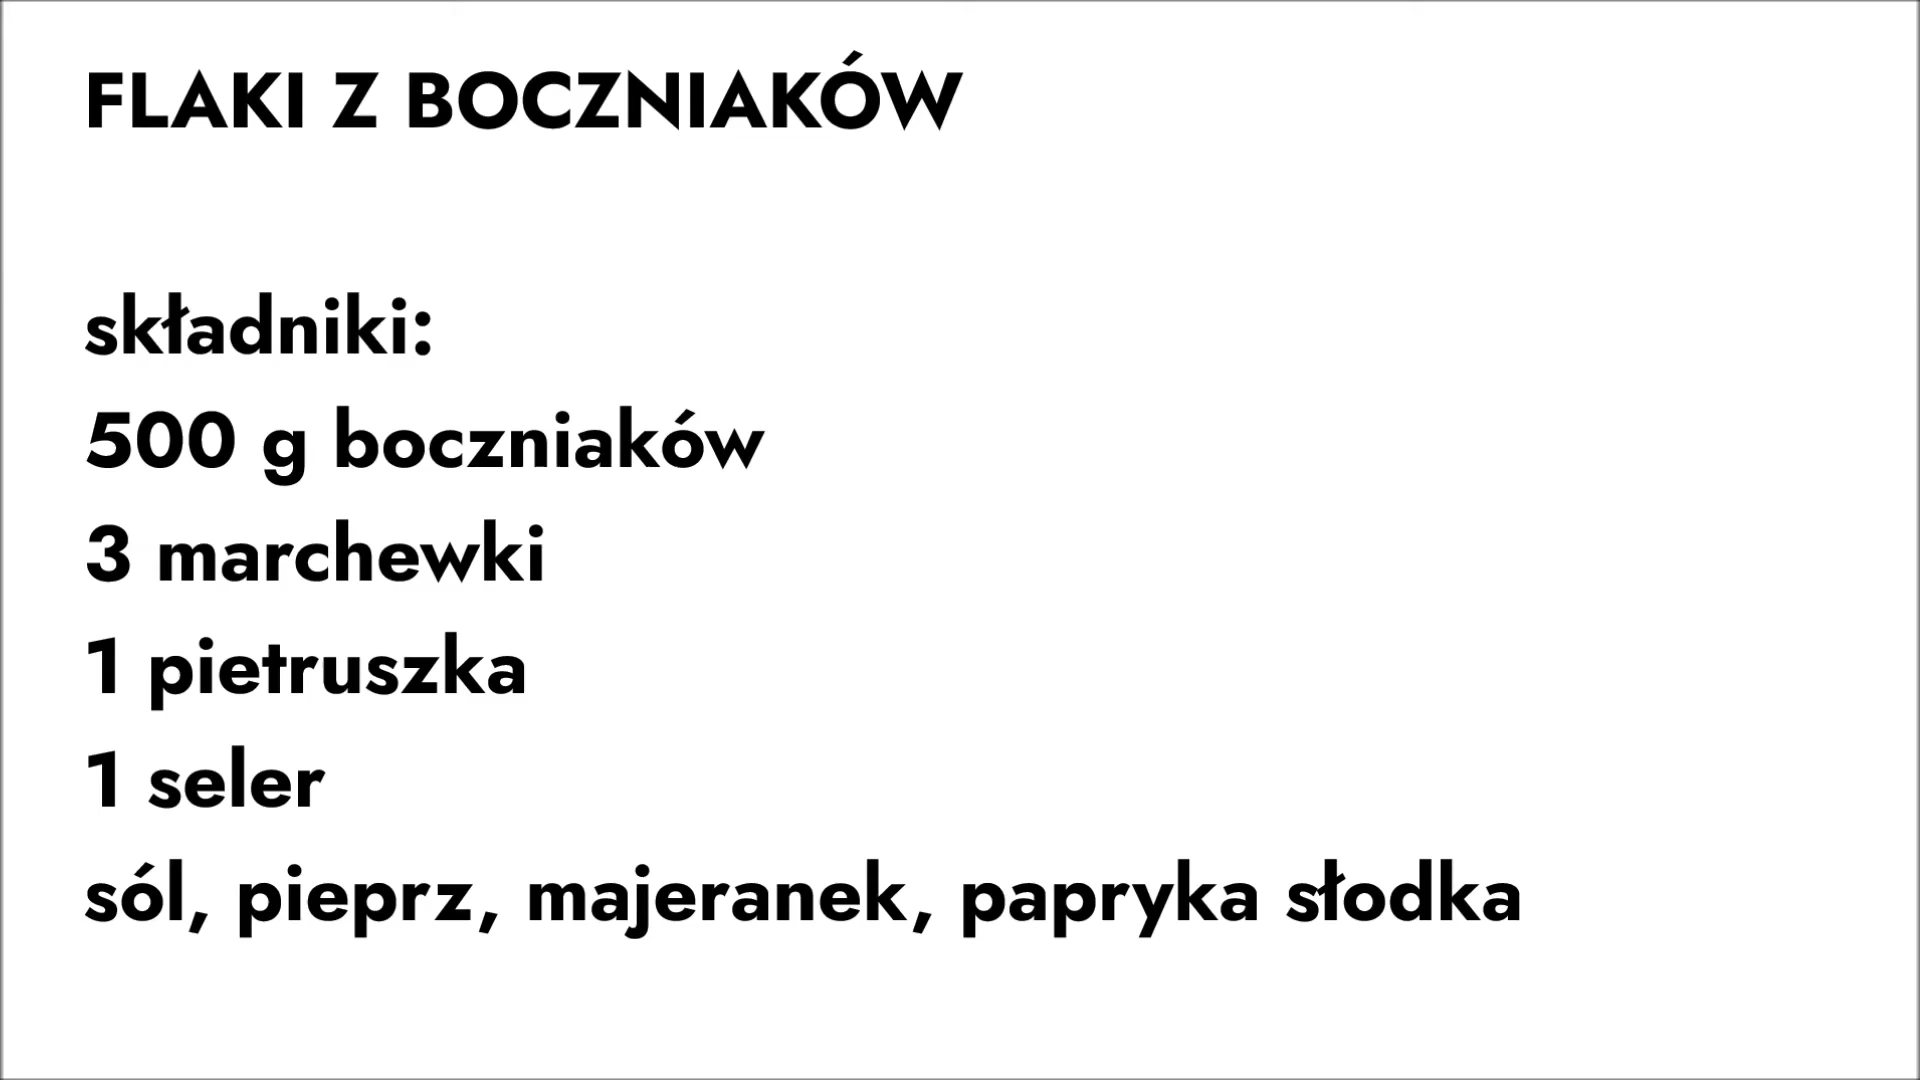 FLAKI Z BOCZNIAKÓW
składniki:
500 g boczniaków
3 marchewki
1 pietruszka
1 seler
sól, pieprz, majeranek, papryka słodka